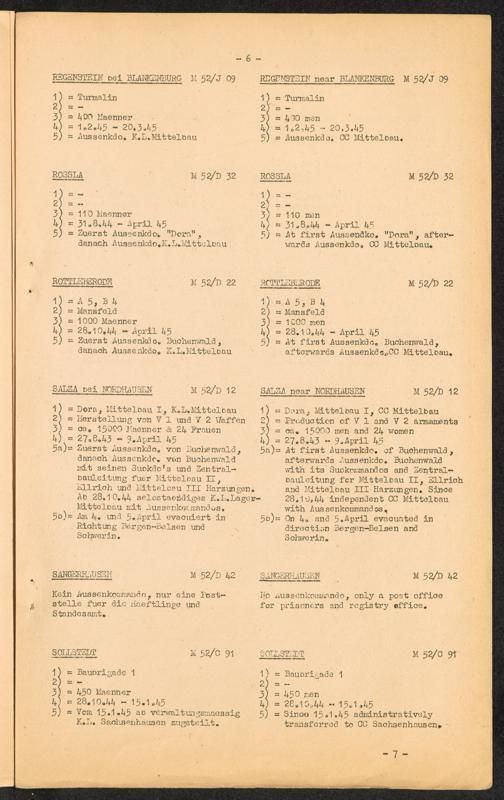 - 6 -
REGENSTEIN bei BLANKENBURG M 52/J 09
1) = Turmalin
2) = -
3) = 400 Maenner
4) = 1.2.45 - 20.3.45
5) = Aussenkdo. K.L.Mittelbau
ROSSLA M 52/D 32
1) = -
2) = -
3) = 110 Maenner
4) = 31.8.44 - April 45
5) = Zuerst Aussenkdo. "Dora",
danach Aussenkdo.K.L.Mittelbau
ROTTLEBERODE M 52/D 22
1) = A 5, B 4
2) = Mansfeld
3) = 1000 Maenner
4) = 28.10.44 - April 45
5) = Zuerst Aussenkdo. Buchenwald,
danach Aussenkdo. K.L.Mittelbau
SALZA bei NORDHAUSEN M 52/D 12
1) = Dora, Mittelbau I, K.L.Mittelbau
2) = Herstellung von V 1 und V 2 Waffen
3) = ca. 15000 Maenner & 24 Frauen
4) = 27.8.43 - 9.April 45
5a)= Zuerst Aussenkdo. von Buchenwald,
danach Aussenkdo. von Buchenwald
mit seinen Suckdo's und Zentral-
bauleitung fuer Mittelbau II,
Ellrich und Mittelbau III Harzungen.
Ab 28.10.44 selbstaendiges K.L.Lager-
Mittelbau mit Aussenkommandos.
5b)= Am 4. und 5.April evacuiert in
Richtung Bergen-Belsen und
Schwerin.
SANGERHAUSEN M 52/D 42
Kein Aussenkommando, nur eine Post-
stelle fuer die Haeftlinge und
Standesamt.
SOLLSTEDT M 52/C 91
1) = Baubrigade 1
2) = -
3) = 450 Maenner
4) = 28.10.44 - 15.1.45
5) = Vom 15.1.45 ab verwaltungsmaessig
K.L. Sachsenhausen zugeteilt.
REGENSTEIN near BLANKENBURG M 52/J 09
1) = Turmalin
2) = -
3) = 400 men
4) = 1.2.45 - 20.3.45
5) = Aussenkdo. CC Mittelbau.
ROSSLA M 52/D 32
1) = -
2) = -
3) = 110 men
4) = 31.8.44 - April 45
5) = At first Aussendko. "Dora", after-
wards Aussenkdo. CC Mittelbau.
ROTTLEBERODE M 52/D 22
1) = A 5, B 4
2) = Mansfeld
3) = 1000 men
4) = 28.10.44 - April 45
5) = At first Aussenkdo. Buchenwald,
afterwards Aussenkdo.CC Mittelbau.
SALZA near NORDHAUSEN M 52/D 12
1) = Dora, Mittelbau I, CC Mittelbau
2) = Production of V 1 and V 2 armaments
3) = ca. 15000 men and 24 women
4) = 27.8.43 - 9.April 45
5a)= At first Aussenkdo. of Buchenwald,
afterwards Aussenkdo. Buchenwald
with its Suckommandos and Zentral-
bauleitung for Mittelbau II, Ellrich
and Mittelbau III Harzungen. Since
28.10.44 independent CC Mittelbau
with Aussenkommandos.
5b)= On 4. and 5.April evacuated in
direction Bergen-Belsen and
Schwerin.
SANGERHAUSEN M 52/D 42
No Aussenkommando, only a post office
for prisoners and registry office.
SOLLSTEDT M 52/C 91
1) = Baubrigade 1
2) = -
3) = 450 men
4) = 28.10.44 - 15.1.45
5) = Since 15.1.45 administratively
transferred to CC Sachsenhausen.
- 7 -